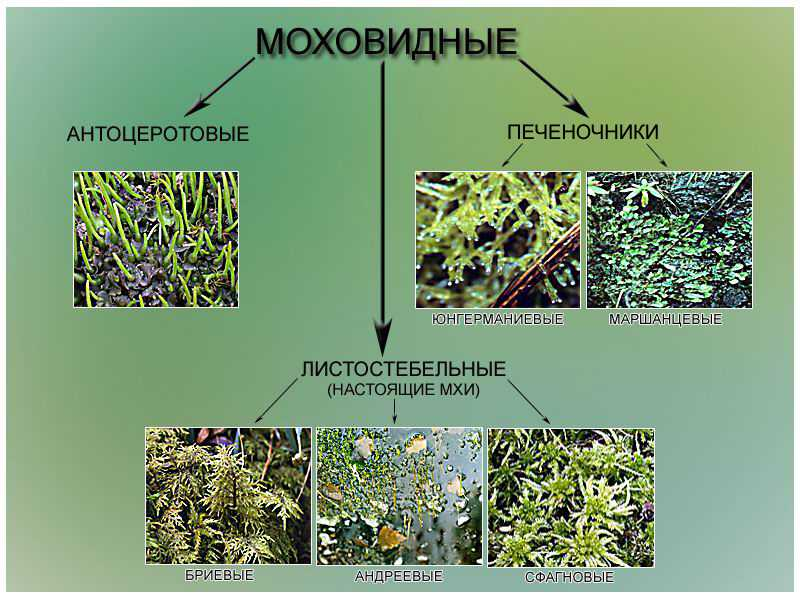 МОХОВИДНЫЕ
АНТОЦЕРОТОВЫЕ
ПЕЧЕНОЧНИКИ
ЮНГЕРМАНИЕВЫЕ
МАРШАНЦЕВЫЕ
ЛИСТОСТЕБЕЛЬНЫЕ
(НАСТОЯЩИЕ МХИ)
БРИЕВЫЕ
АНДРЕЕВЫЕ
СФАГНОВЫЕ